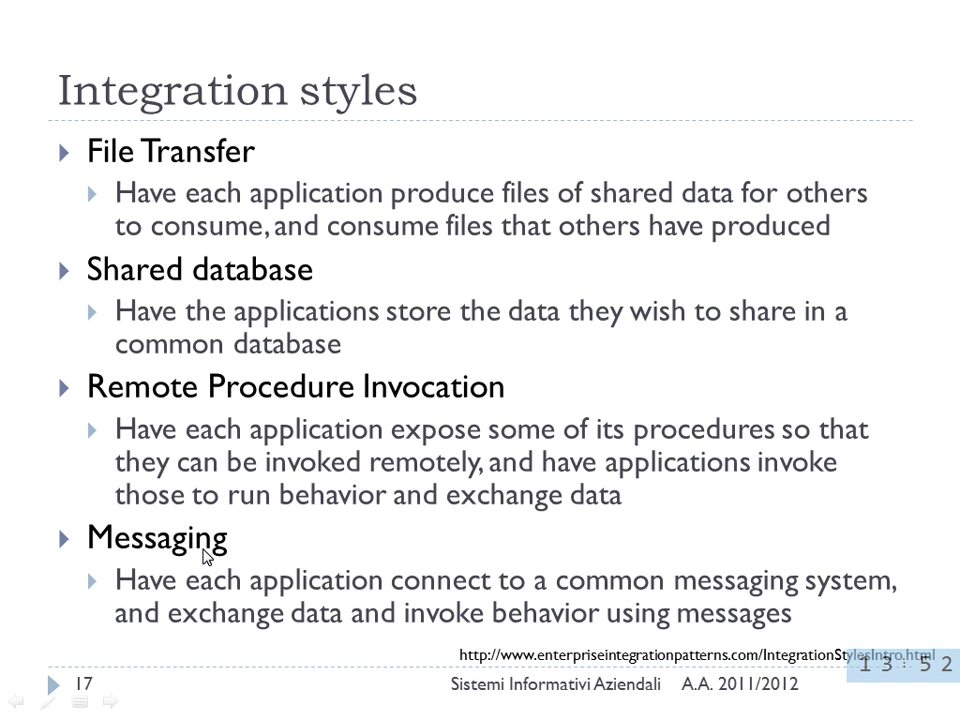 Integration styles
File Transfer
Have each application produce files of shared data for others
to consume, and consume files that others have produced
Shared database
Have the applications store the data they wish to share in a
common database
Remote Procedure Invocation
Have each application expose some of its procedures so that
they can be invoked remotely, and have applications invoke
those to run behavior and exchange data
Messaging
Have each application connect to a common messaging system,
and exchange data and invoke behavior using messages
http://www.enterpriseintegrationpatterns.com/IntegrationStylesIntro.html
13:52
17 Sistemi Informativi Aziendali A.A. 2011/2012